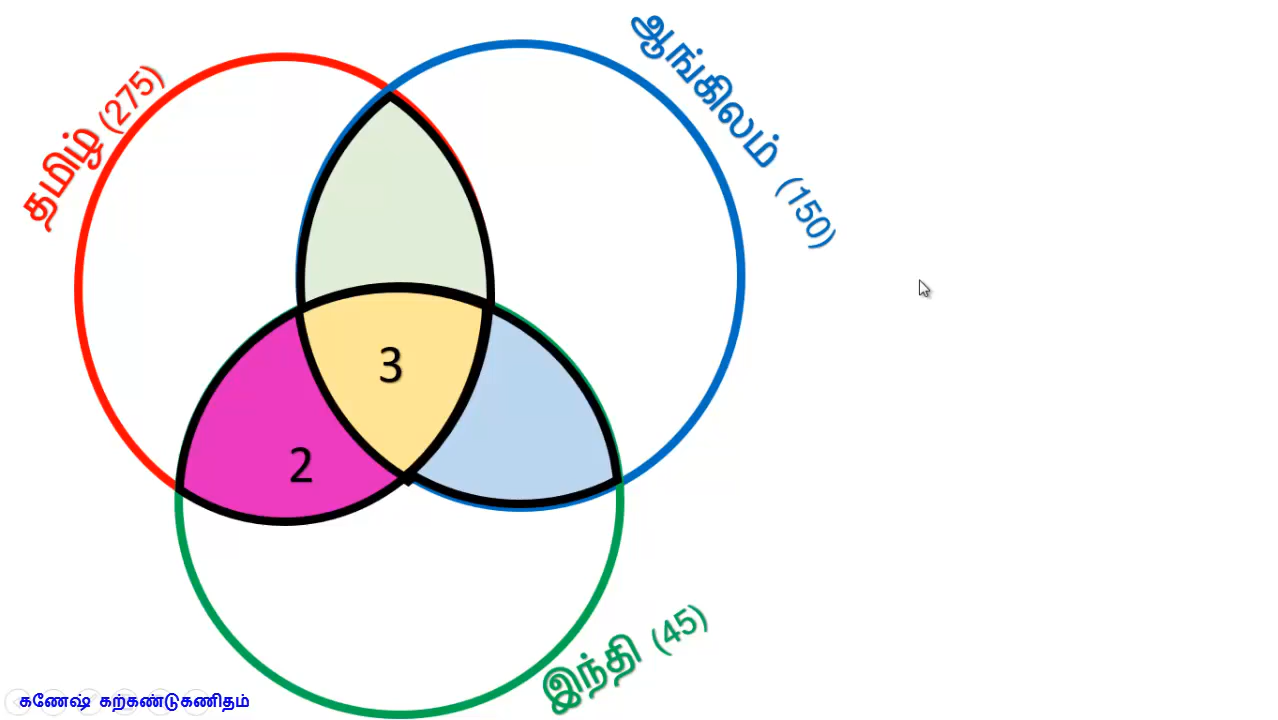 தமிழ் (275)
ஆங்கிலம் (150)
3
2
இந்தி (45)
கணேஷ் கற்கண்டுகணிதம்